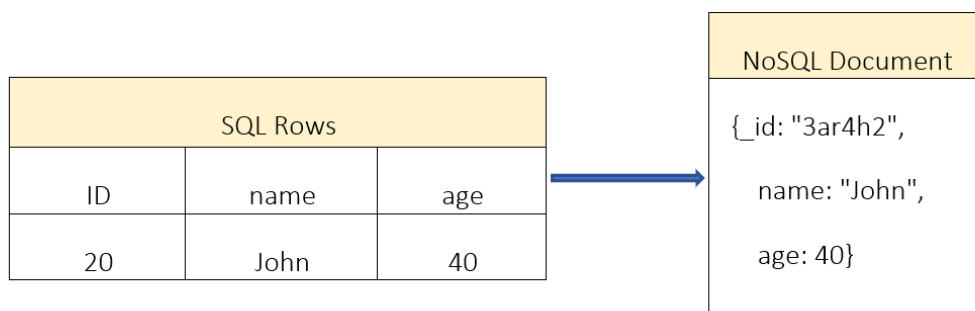 SQL Rows
ID name age
20 John 40
NoSQL Document
{_id: "3ar4h2",
name: "John",
age: 40}